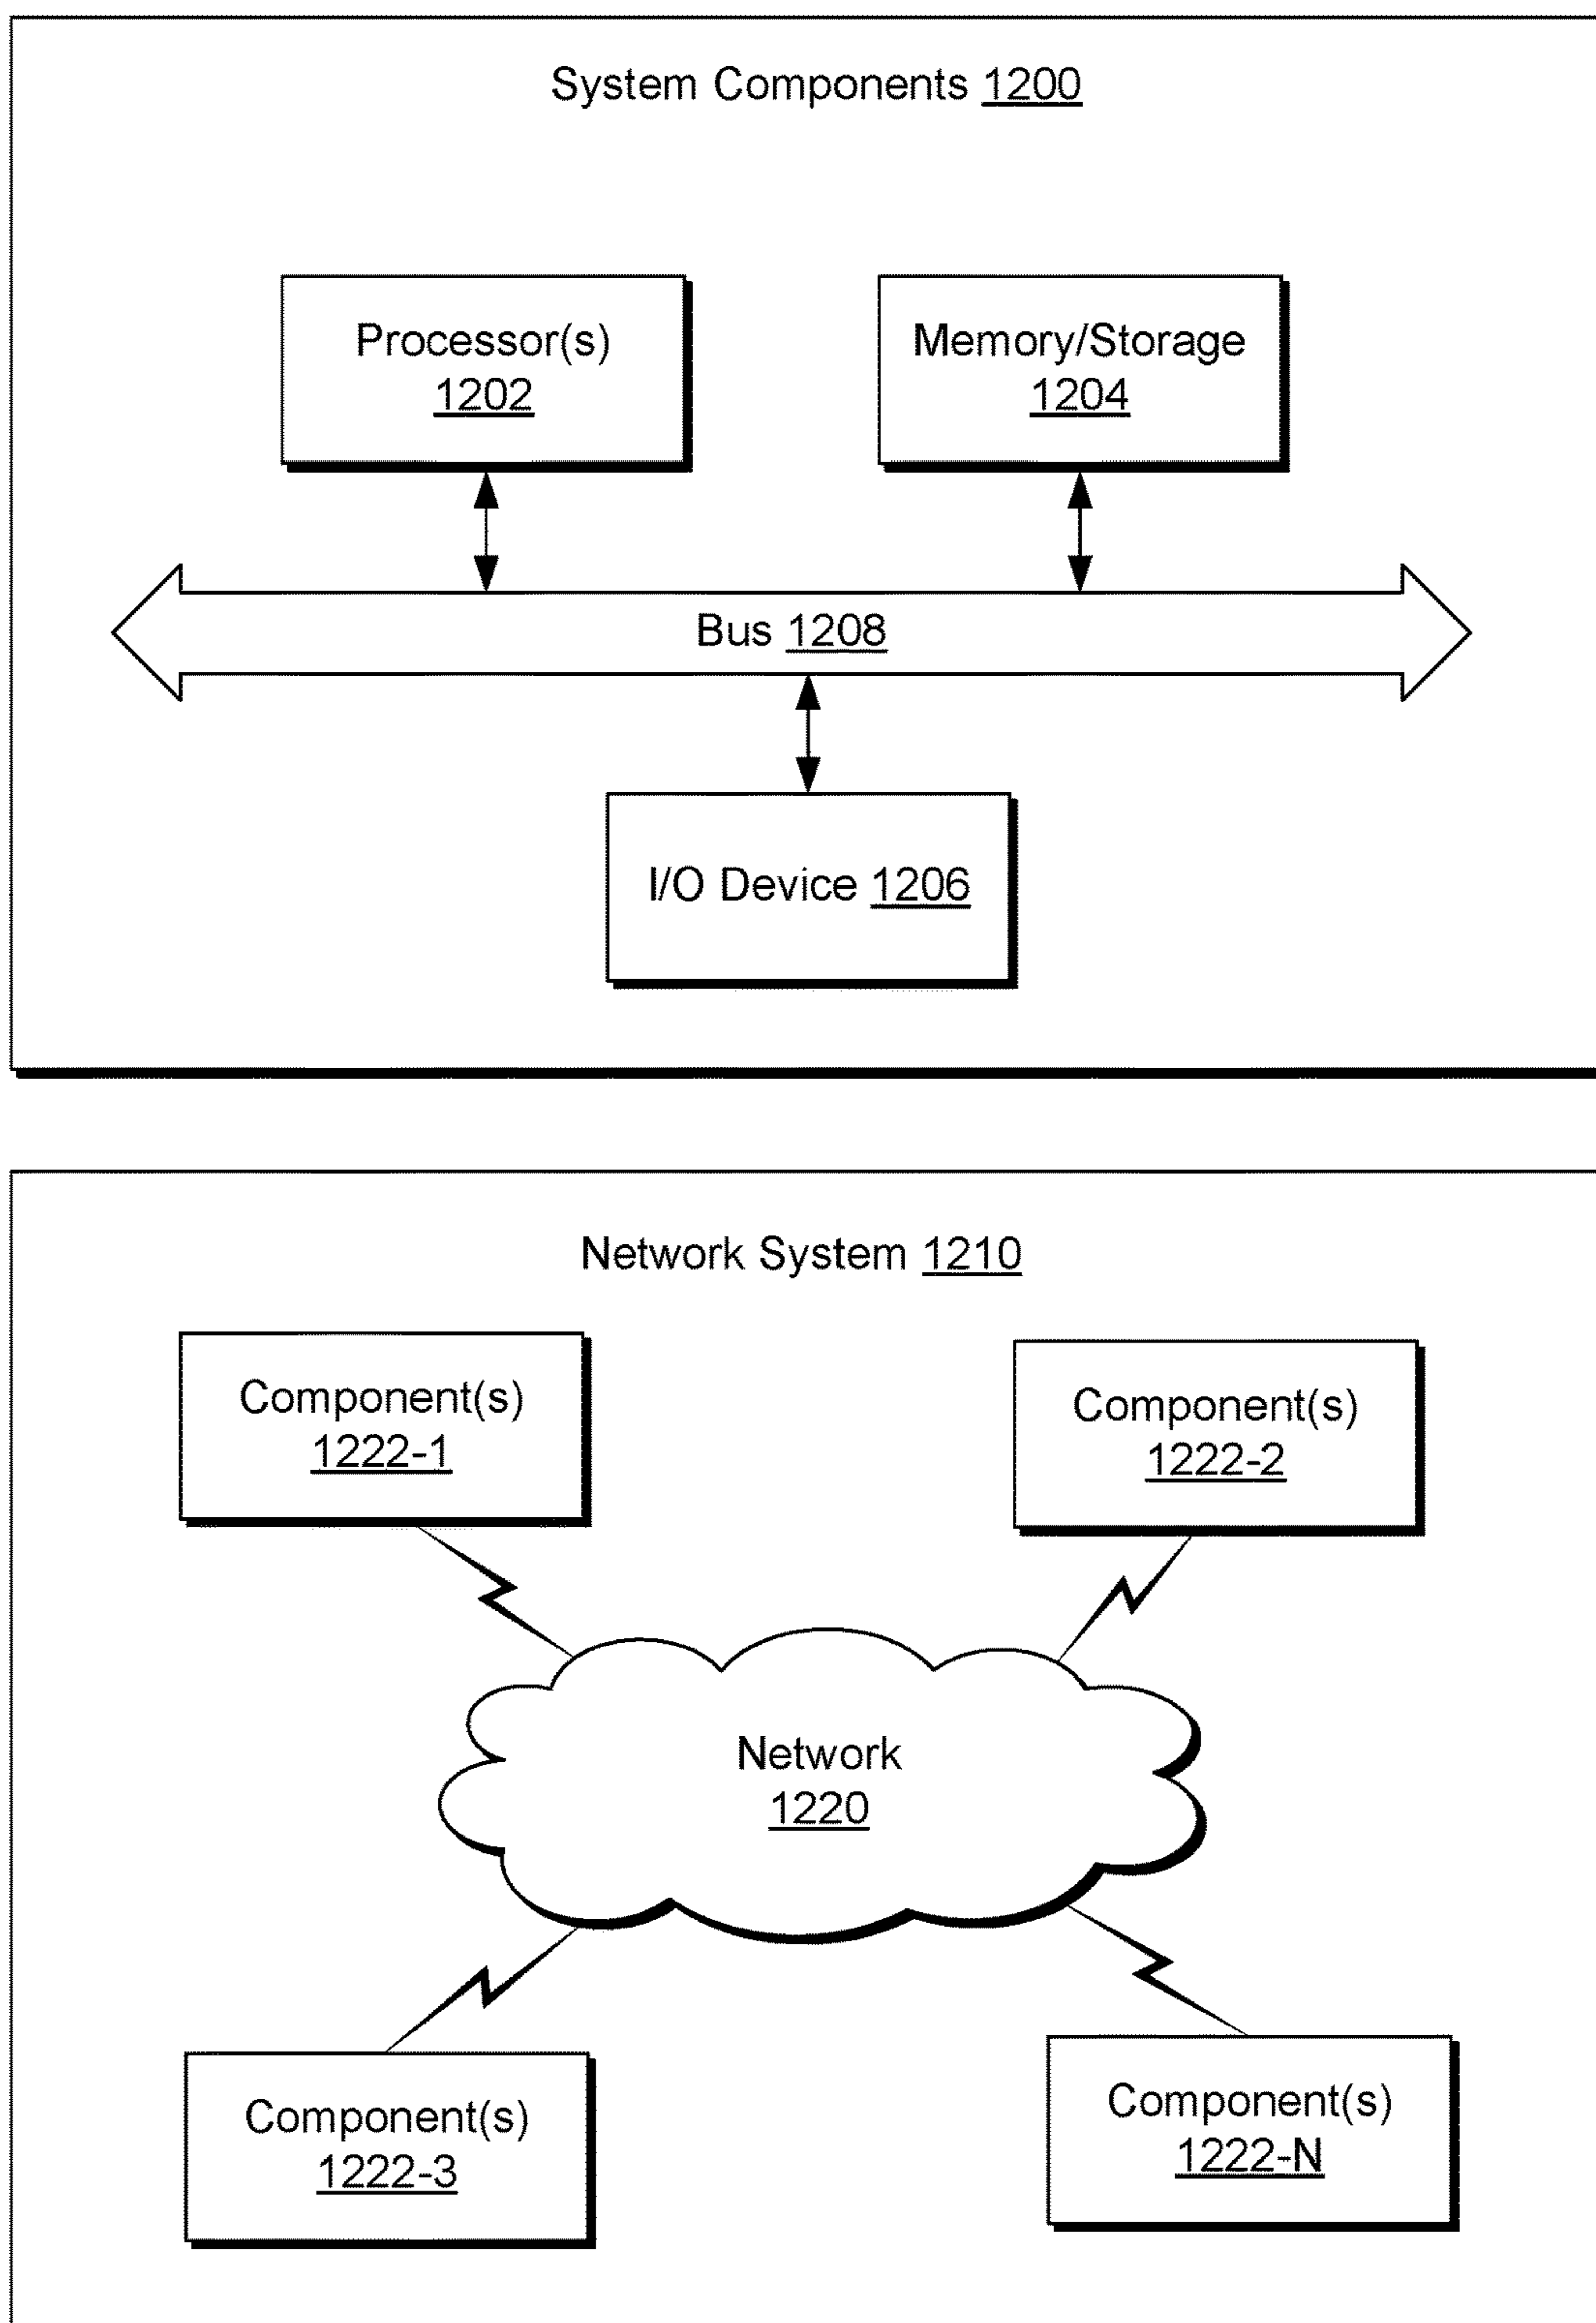 System Components 1200
Processor(s)
1202
Memory/Storage
1204
Bus 1208
I/O Device 1206
Network System 1210
Component(s)
1222-1
Component(s)
1222-2
Network
1220
Component(s)
1222-3
Component(s)
1222-N